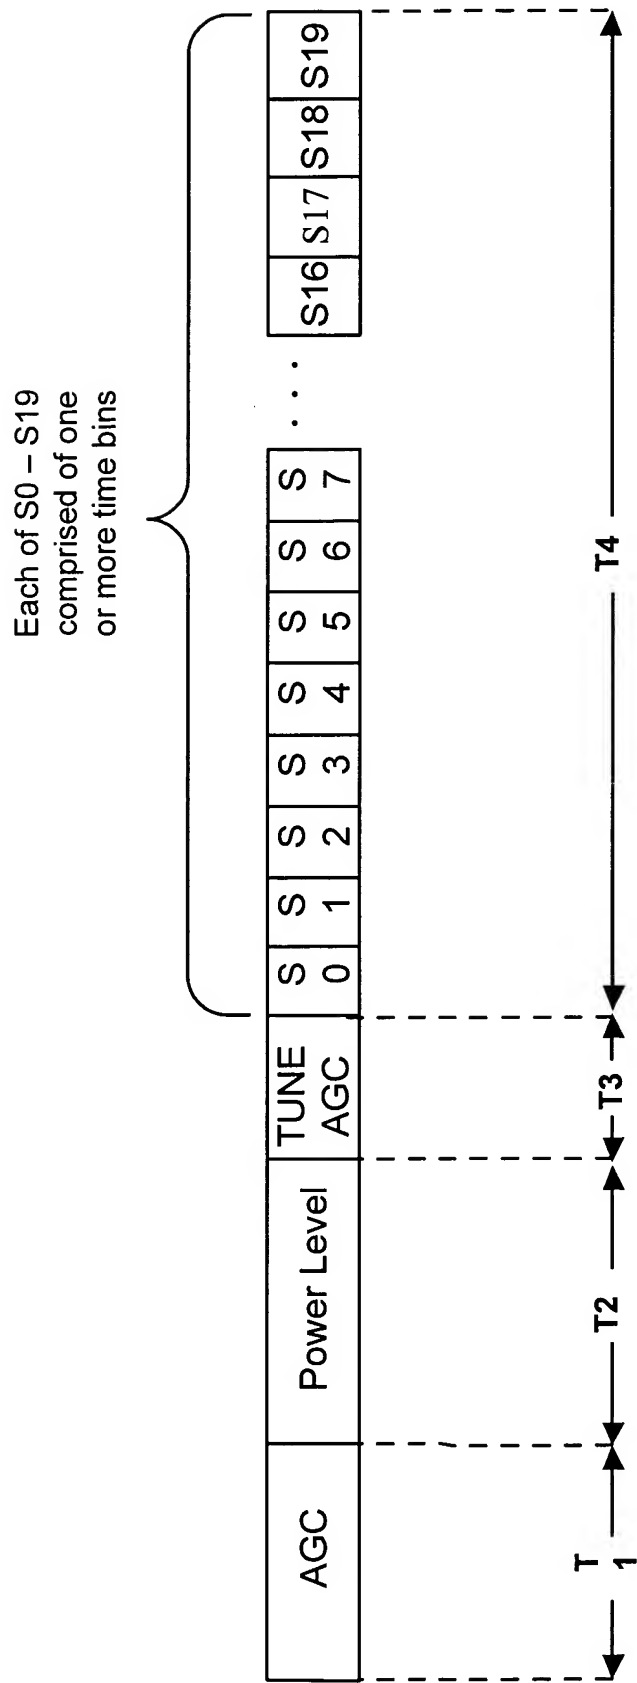 Each of S0 – S19
comprised of one
or more time bins
AGC
Power Level
TUNE
AGC
S
0
S
1
S
2
S
3
S
4
S
5
S
6
S
7
. . .
S16
S17
S18
S19
T
1
T2
T3
T4